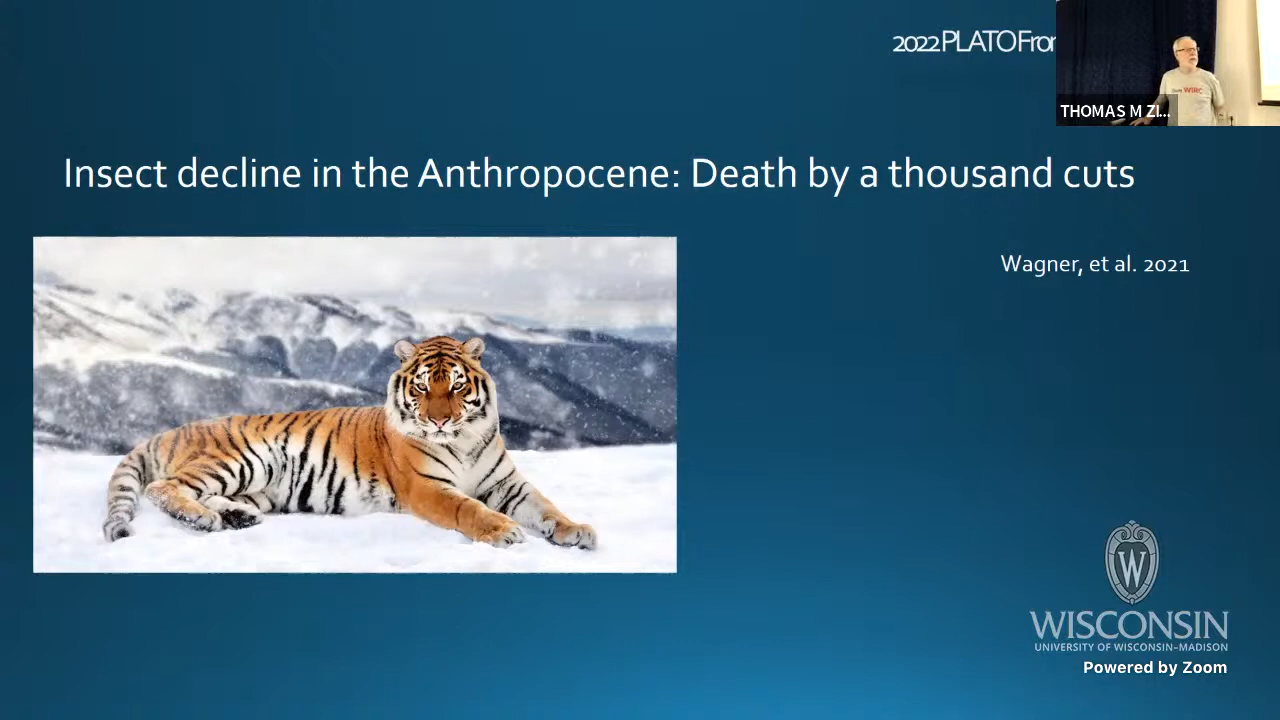 2022 PLATO
THOMAS M ZI...
Insect decline in the Anthropocene: Death by a thousand cuts
Wagner, et al. 2021
W
WISCONSIN
UNIVERSITY OF WISCONSIN–MADISON
Powered by Zoom